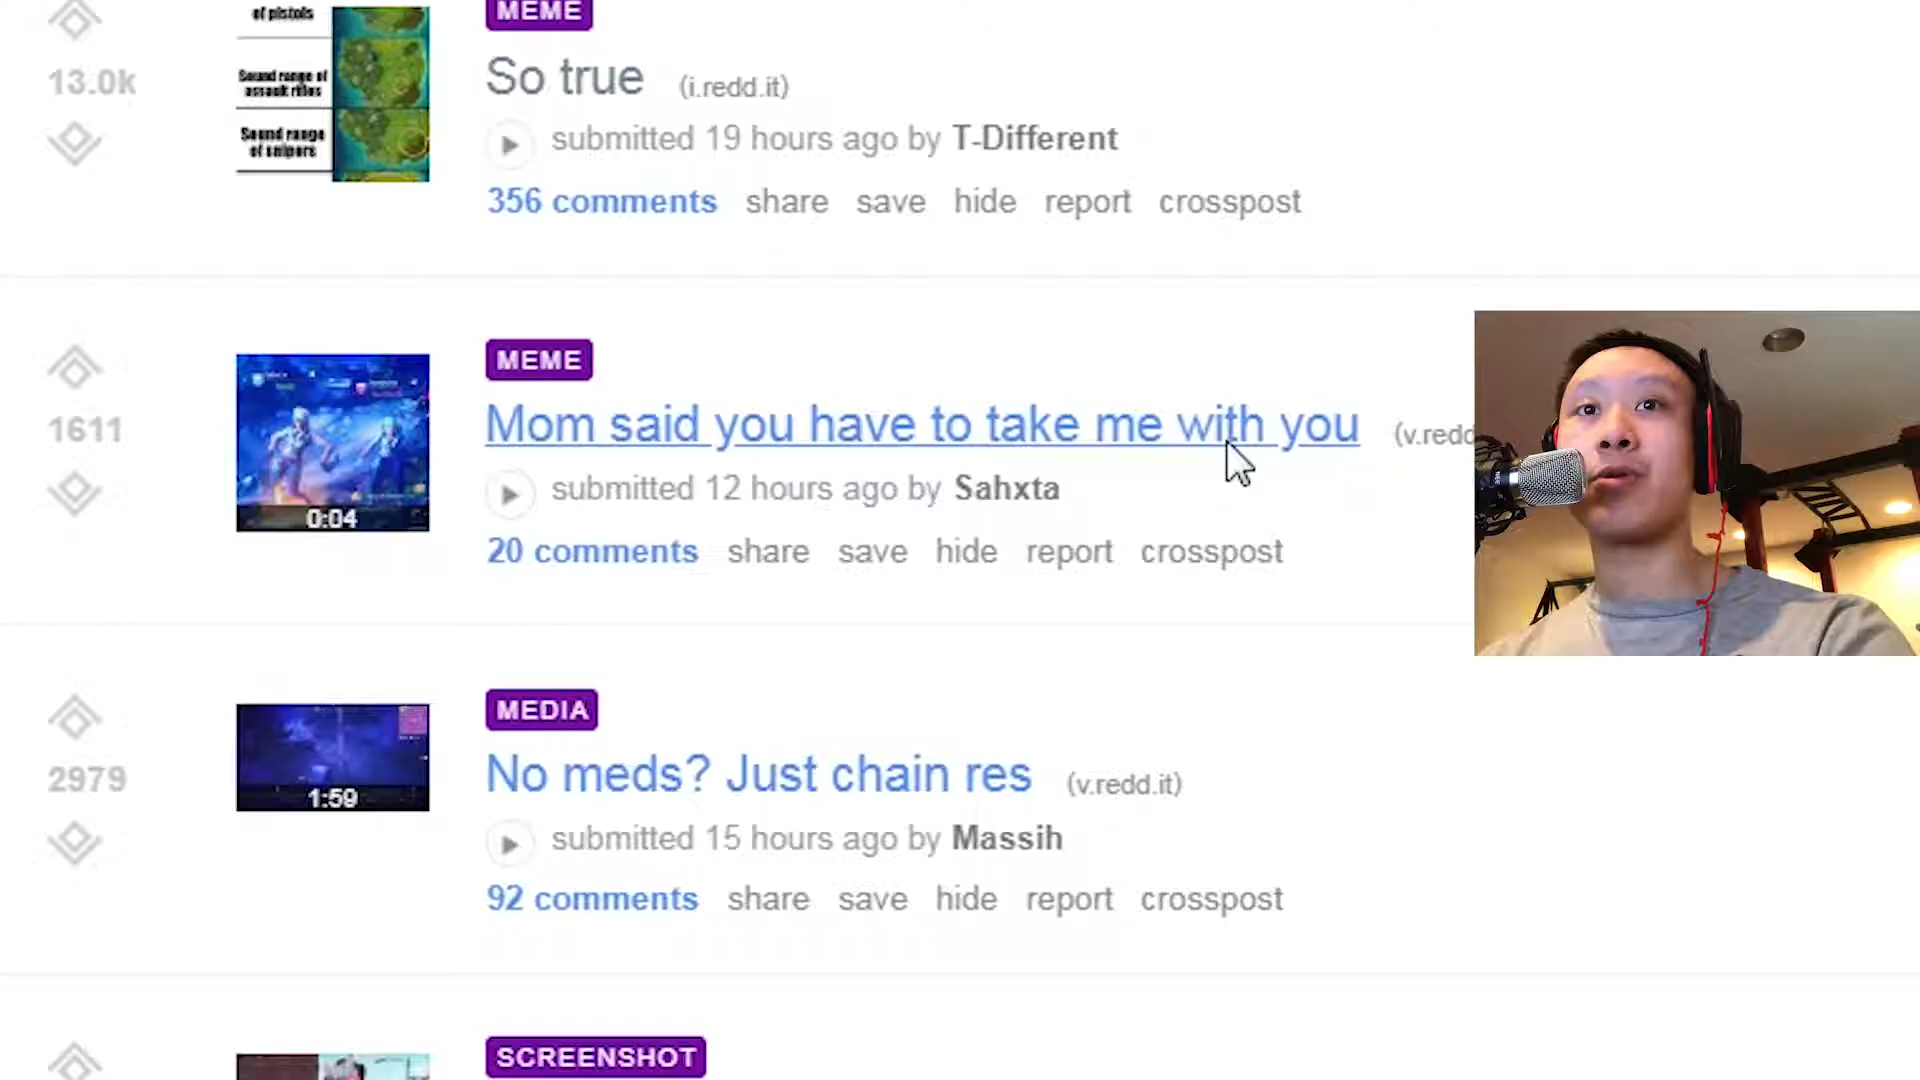 of pistols
MEME
13.0k
Sound range of
assault rifles
Sound range
of snipers
So true (i.redd.it)
submitted 19 hours ago by T-Different
356 comments share save hide report crosspost
1611
0:04
MEME
Mom said you have to take me with you (v.redd
submitted 12 hours ago by Sahxta
20 comments share save hide report crosspost
2979
1:59
MEDIA
No meds? Just chain res (v.redd.it)
submitted 15 hours ago by Massih
92 comments share save hide report crosspost
SCREENSHOT